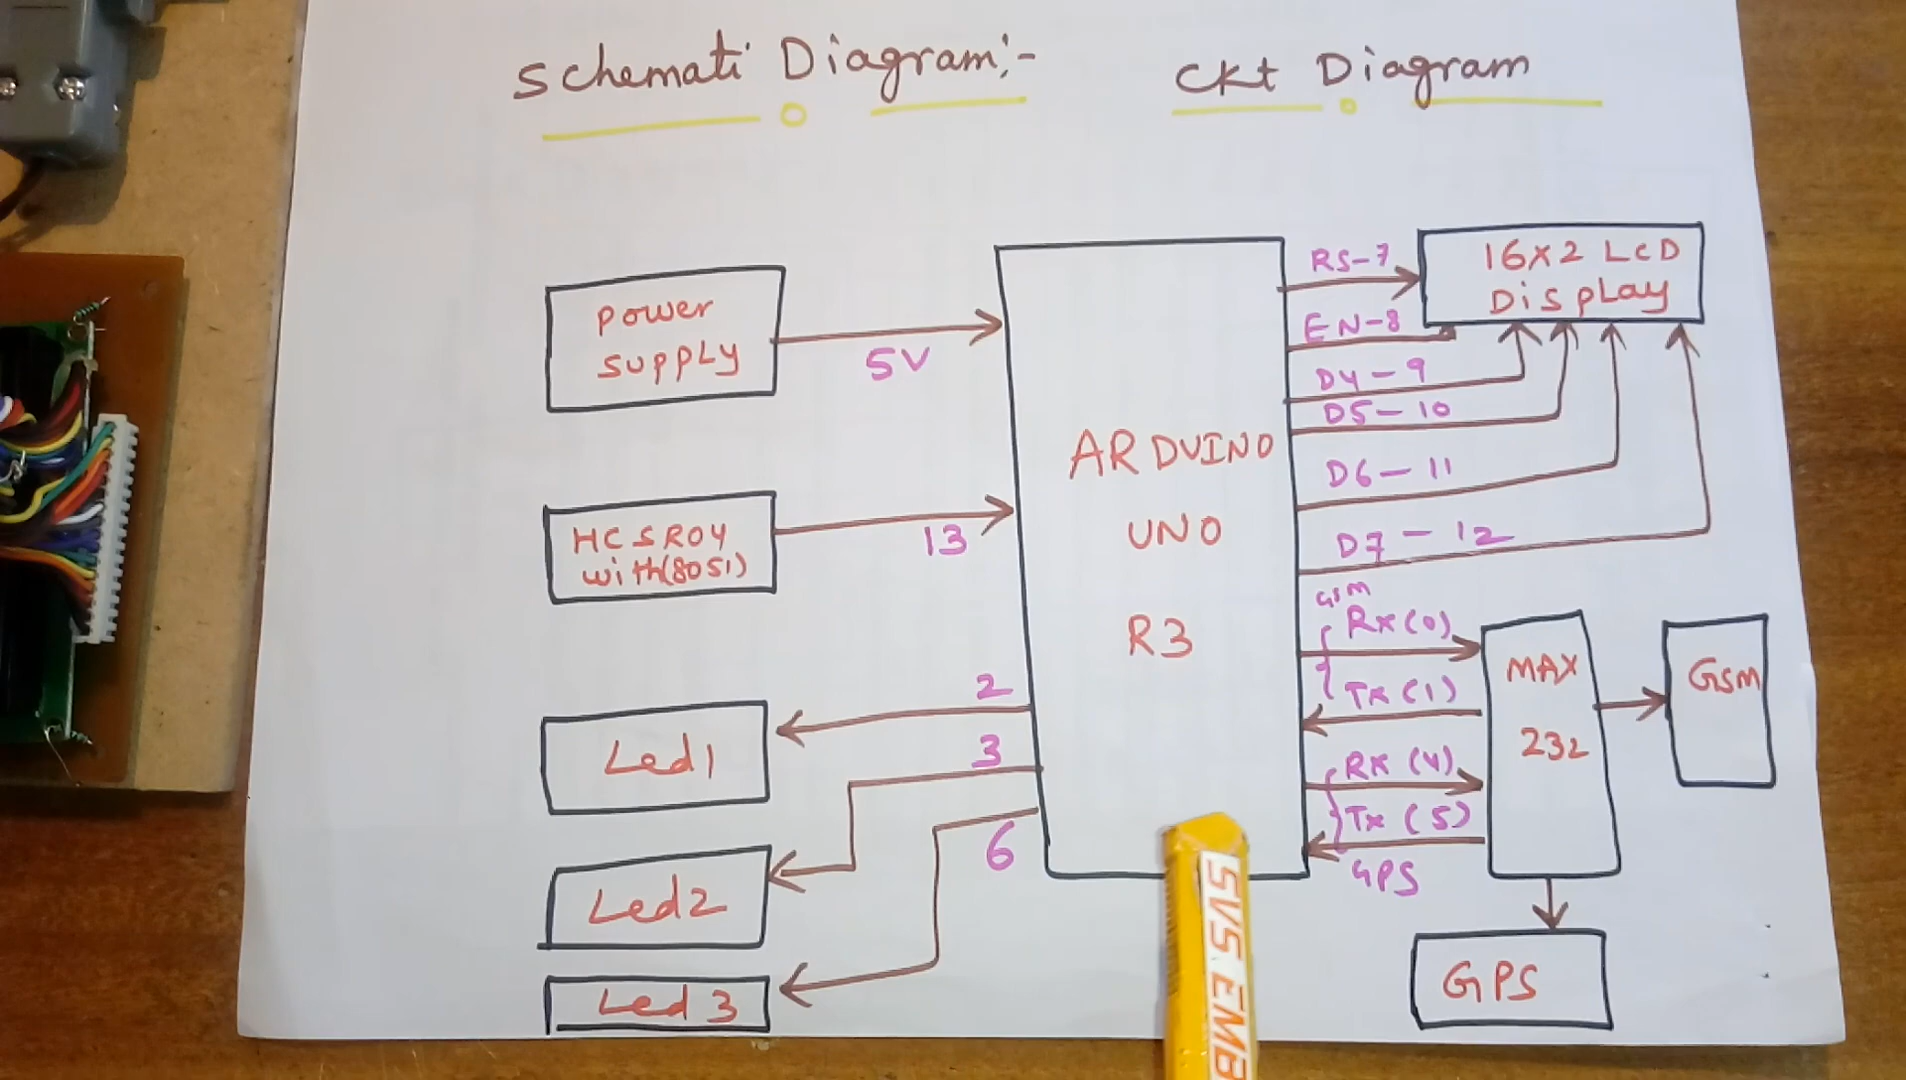 Schemati Diagram:-
Ckt Diagram
Power
Supply
5V
HCSR04
with(8051)
13
Led1
2
Led2
3
Led 3
6
ARDUINO
UNO
R3
RS-7
EN-8
D4-9
D5-10
D6-11
D7-12
16X2 LCD
Display
GSM
Rx(0)
Tx(1)
Rx(4)
Tx(5)
GPS
MAX
232
GSM
GPS
SVS EMB